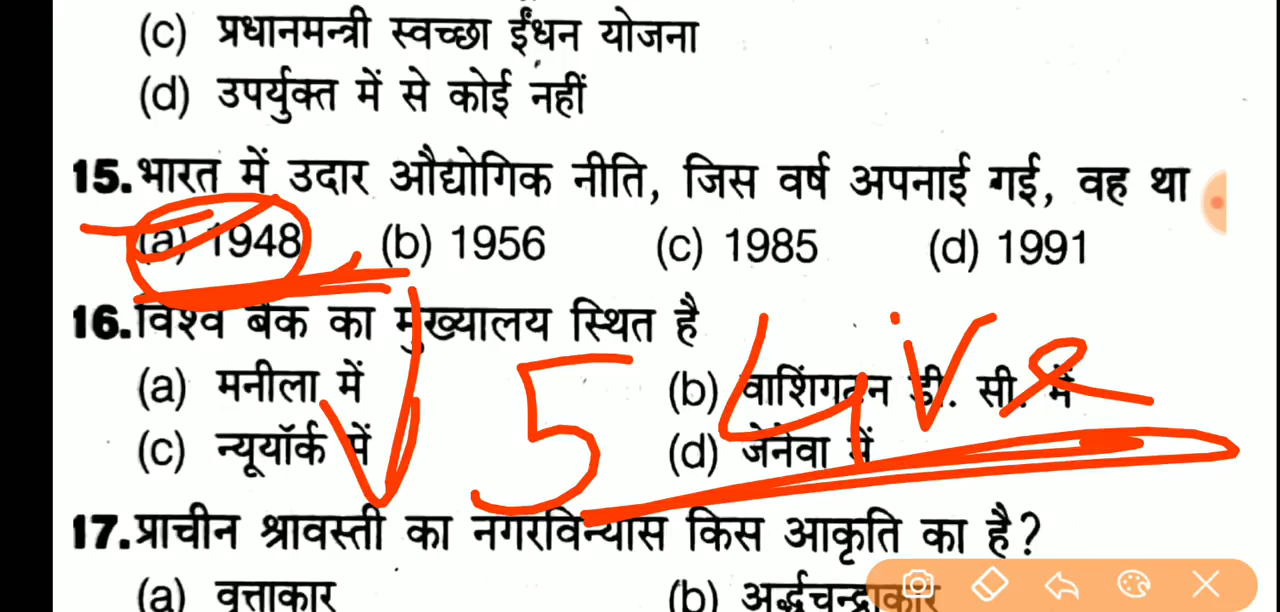 (c) प्रधानमन्त्री स्वच्छा ईंधन योजना
(d) उपर्युक्त में से कोई नहीं
15. भारत में उदार औद्योगिक नीति, जिस वर्ष अपनाई गई, वह था
(a) 1948 (b) 1956 (c) 1985 (d) 1991
16. विश्व बैंक का मुख्यालय स्थित है
(a) मनीला में (b) वाशिंगटन डी. सी. में
5 Live
(c) न्यूयॉर्क में (d) जेनेवा में
17. प्राचीन श्रावस्ती का नगरविन्यास किस आकृति का है?
(a) वृत्ताकार (b) अर्द्धचन्द्राकार